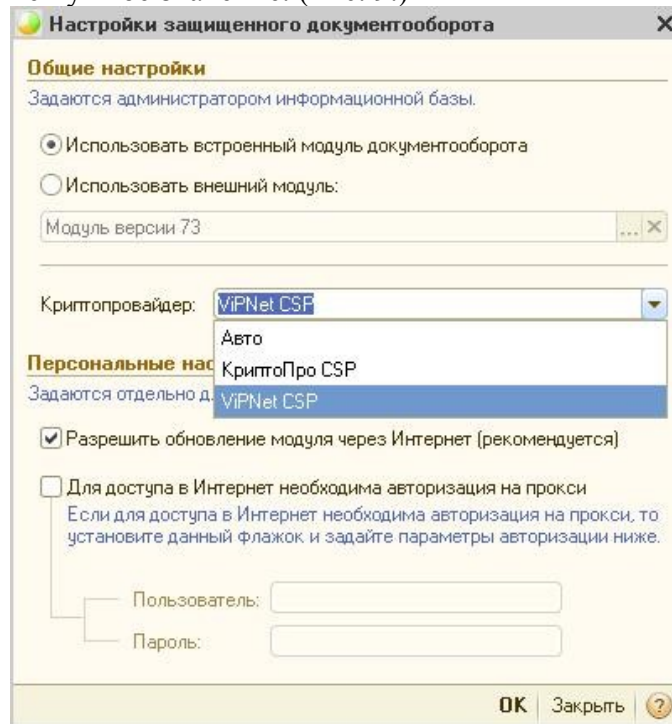 Настройки защищенного документооборота
Общие настройки
Задаются администратором информационной базы.
Использовать встроенный модуль документооборота
Использовать внешний модуль:
Модуль версии 73
...
Криптопровайдер: ViPNet CSP
Авто
КриптоПро CSP
ViPNet CSP
Персональные нас
Задаются отдельно д
Разрешить обновление модуля через Интернет (рекомендуется)
Для доступа в Интернет необходима авторизация на прокси
Если для доступа в Интернет необходима авторизация на прокси, то
установите данный флажок и задайте параметры авторизации ниже.
Пользователь:
Пароль:
OK Закрыть ?